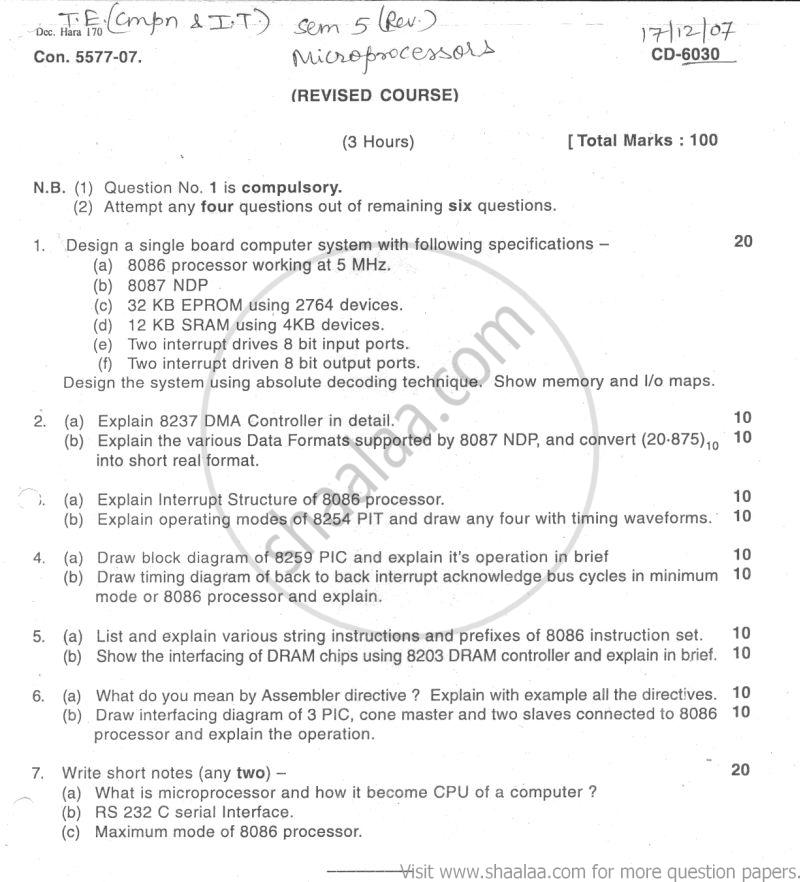 T.E. (Cmpn & I.T.) Sem 5 (Rev.) 17/12/07
Dec. Hara 170
Con. 5577-07. Microprocessors CD-6030
(REVISED COURSE)
(3 Hours) [ Total Marks : 100
N.B. (1) Question No. 1 is compulsory.
(2) Attempt any four questions out of remaining six questions.
1. Design a single board computer system with following specifications – 20
(a) 8086 processor working at 5 MHz.
(b) 8087 NDP
(c) 32 KB EPROM using 2764 devices.
(d) 12 KB SRAM using 4KB devices.
(e) Two interrupt drives 8 bit input ports.
(f) Two interrupt driven 8 bit output ports.
Design the system using absolute decoding technique. Show memory and I/o maps.
2. (a) Explain 8237 DMA Controller in detail. 10
(b) Explain the various Data Formats supported by 8087 NDP, and convert (20·875)10 10
into short real format.
(a) Explain Interrupt Structure of 8086 processor. 10
(b) Explain operating modes of 8254 PIT and draw any four with timing waveforms. 10
4. (a) Draw block diagram of 8259 PIC and explain it's operation in brief 10
(b) Draw timing diagram of back to back interrupt acknowledge bus cycles in minimum 10
mode or 8086 processor and explain.
5. (a) List and explain various string instructions and prefixes of 8086 instruction set. 10
(b) Show the interfacing of DRAM chips using 8203 DRAM controller and explain in brief. 10
6. (a) What do you mean by Assembler directive ? Explain with example all the directives. 10
(b) Draw interfacing diagram of 3 PIC, cone master and two slaves connected to 8086 10
processor and explain the operation.
7. Write short notes (any two) – 20
(a) What is microprocessor and how it become CPU of a computer ?
(b) RS 232 C serial Interface.
(c) Maximum mode of 8086 processor.
shaalaa.com
Visit www.shaalaa.com for more question papers.